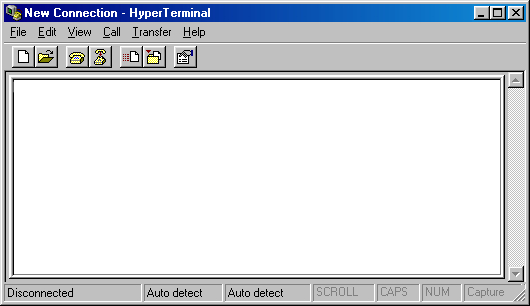 New Connection - HyperTerminal
File Edit View Call Transfer Help
Disconnected Auto detect Auto detect SCROLL CAPS NUM Capture